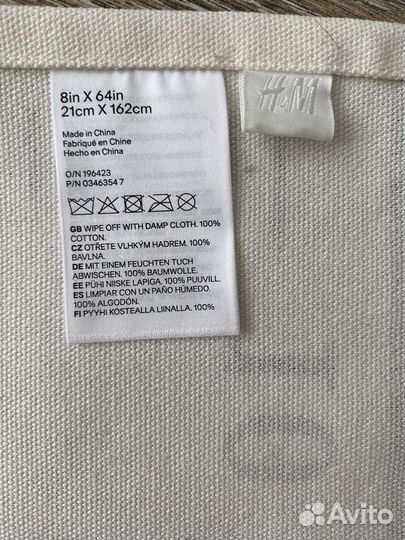 8in X 64in
21cm X 162cm
H&M
Made in China
Fabriqué en Chine
Hecho en China
O/N 196423
P/N 0346354 7
GB WIPE OFF WITH DAMP CLOTH. 100%
COTTON.
CZ OTŘETE VLHKÝM HADREM. 100%
BAVLNA.
DE MIT EINEM FEUCHTEN TUCH
ABWISCHEN. 100% BAUMWOLLE.
EE PÜHI NIISKE LAPIGA. 100% PUUVILL.
ES LIMPIAR CON UN PAÑO HÚMEDO.
100% ALGODÓN.
FI PYYHI KOSTEALLA LIINALLA. 100%
Avito